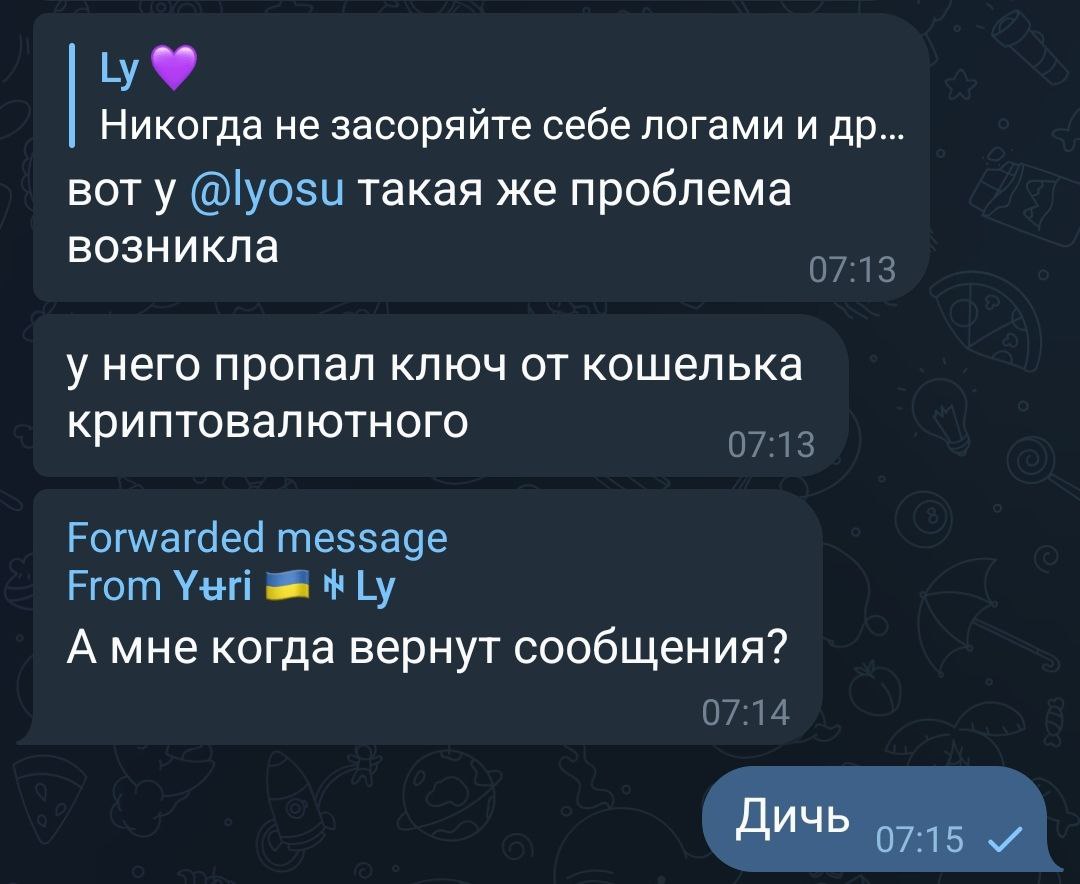 Ly 💜
Никогда не засоряйте себе логами и др...
вот у @lyosu такая же проблема
возникла
07:13
у него пропал ключ от кошелька
криптовалютного
07:13
Forwarded message
From Yʉri 🇺🇦 ᚬ Ly
А мне когда вернут сообщения?
07:14
Дичь 07:15